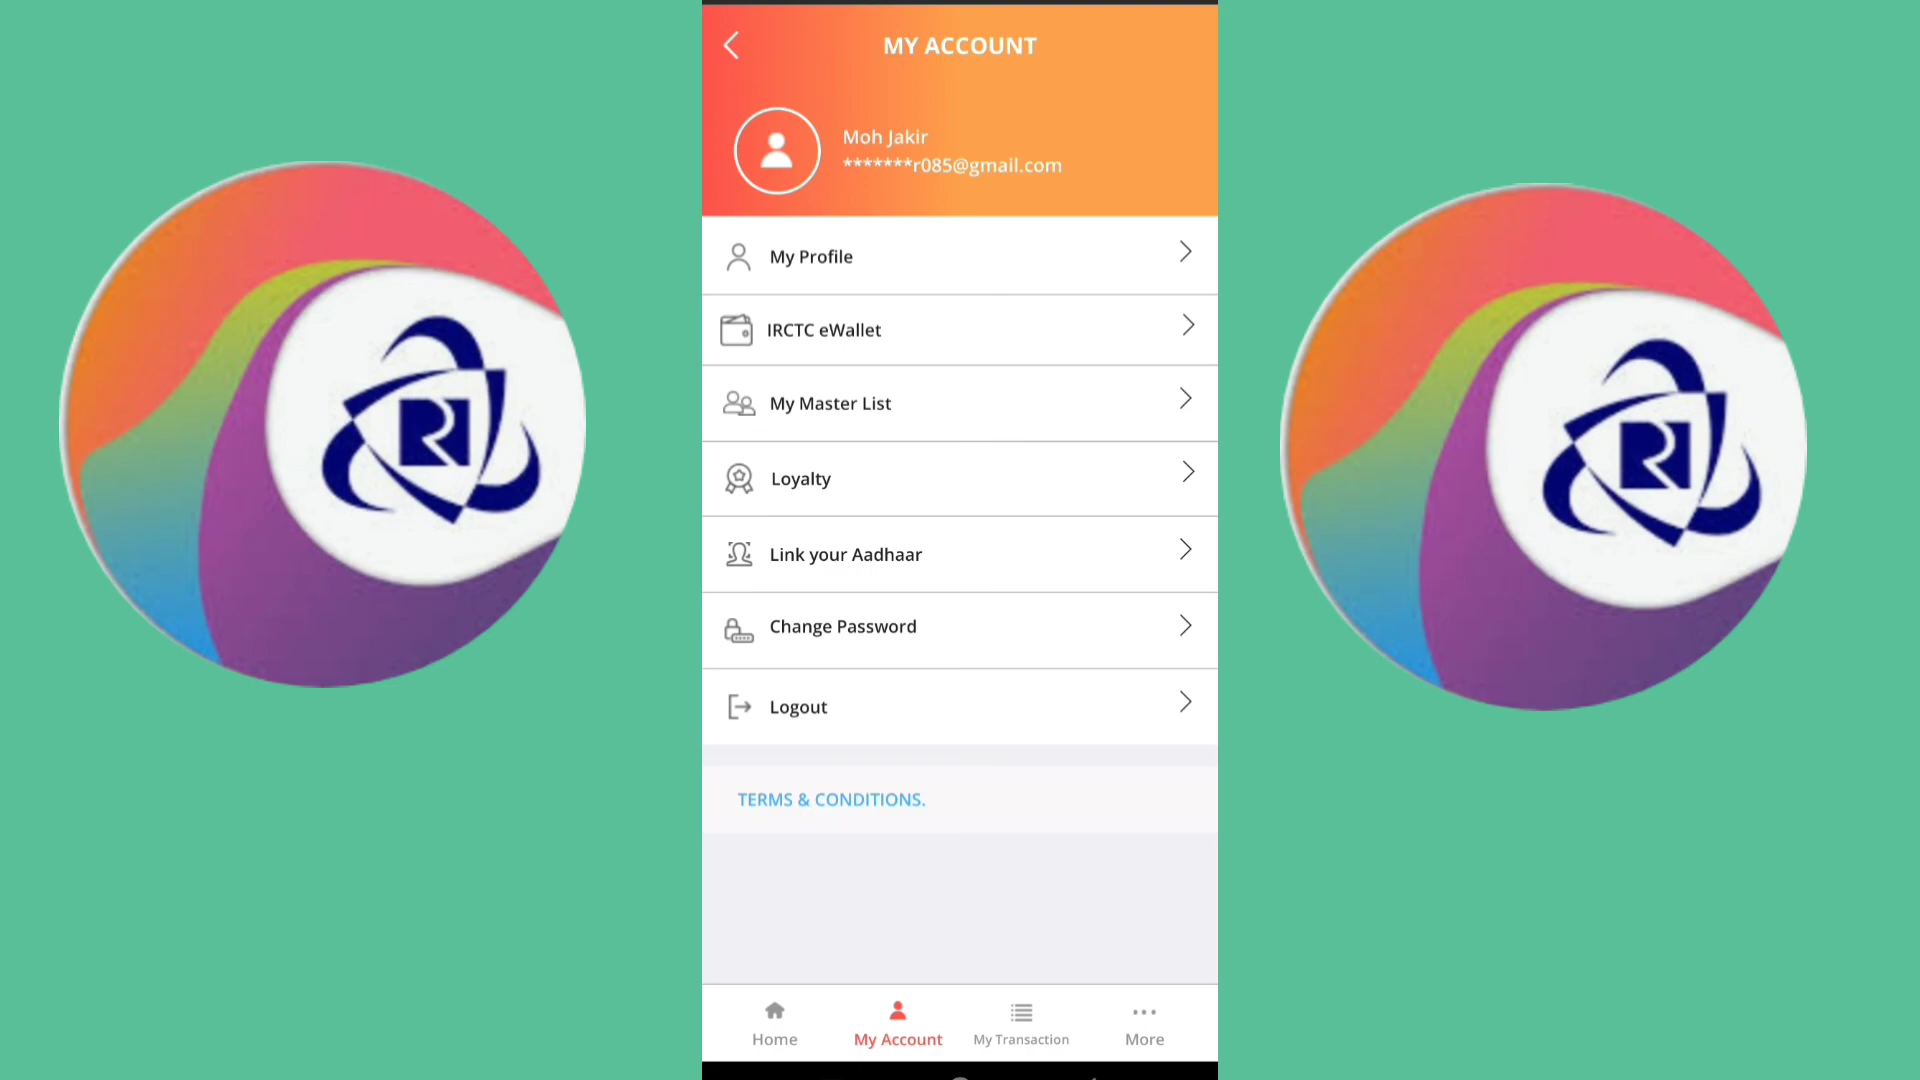 MY ACCOUNT
Moh Jakir
*******r085@gmail.com
My Profile
IRCTC eWallet
My Master List
Loyalty
Link your Aadhaar
Change Password
Logout
TERMS & CONDITIONS.
Home
My Account
My Transaction
More